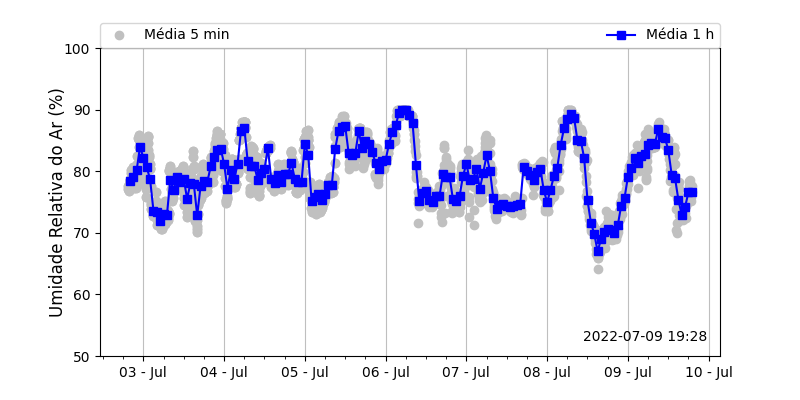 Média 5 min
Média 1 h
Umidade Relativa do Ar (%)
100
90
80
70
60
50
2022-07-09 19:28
03 - Jul
04 - Jul
05 - Jul
06 - Jul
07 - Jul
08 - Jul
09 - Jul
10 - Jul